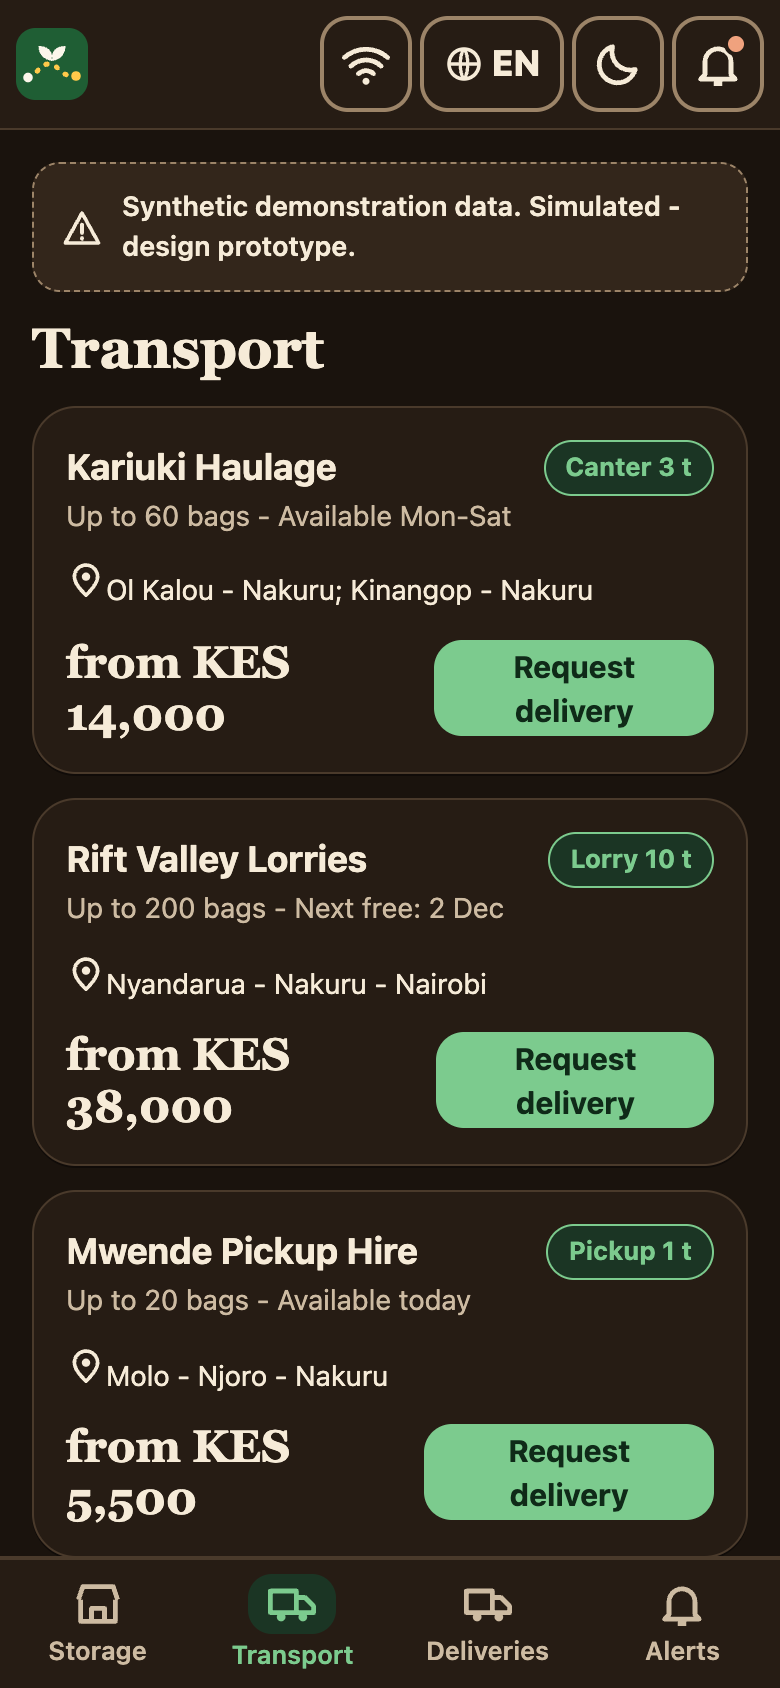 EN
Synthetic demonstration data. Simulated -
design prototype.
Transport
Kariuki Haulage
Canter 3 t
Up to 60 bags - Available Mon-Sat
Ol Kalou - Nakuru; Kinangop - Nakuru
from KES
14,000
Request
delivery
Rift Valley Lorries
Lorry 10 t
Up to 200 bags - Next free: 2 Dec
Nyandarua - Nakuru - Nairobi
from KES
38,000
Request
delivery
Mwende Pickup Hire
Pickup 1 t
Up to 20 bags - Available today
Molo - Njoro - Nakuru
from KES
5,500
Request
delivery
Storage
Transport
Deliveries
Alerts